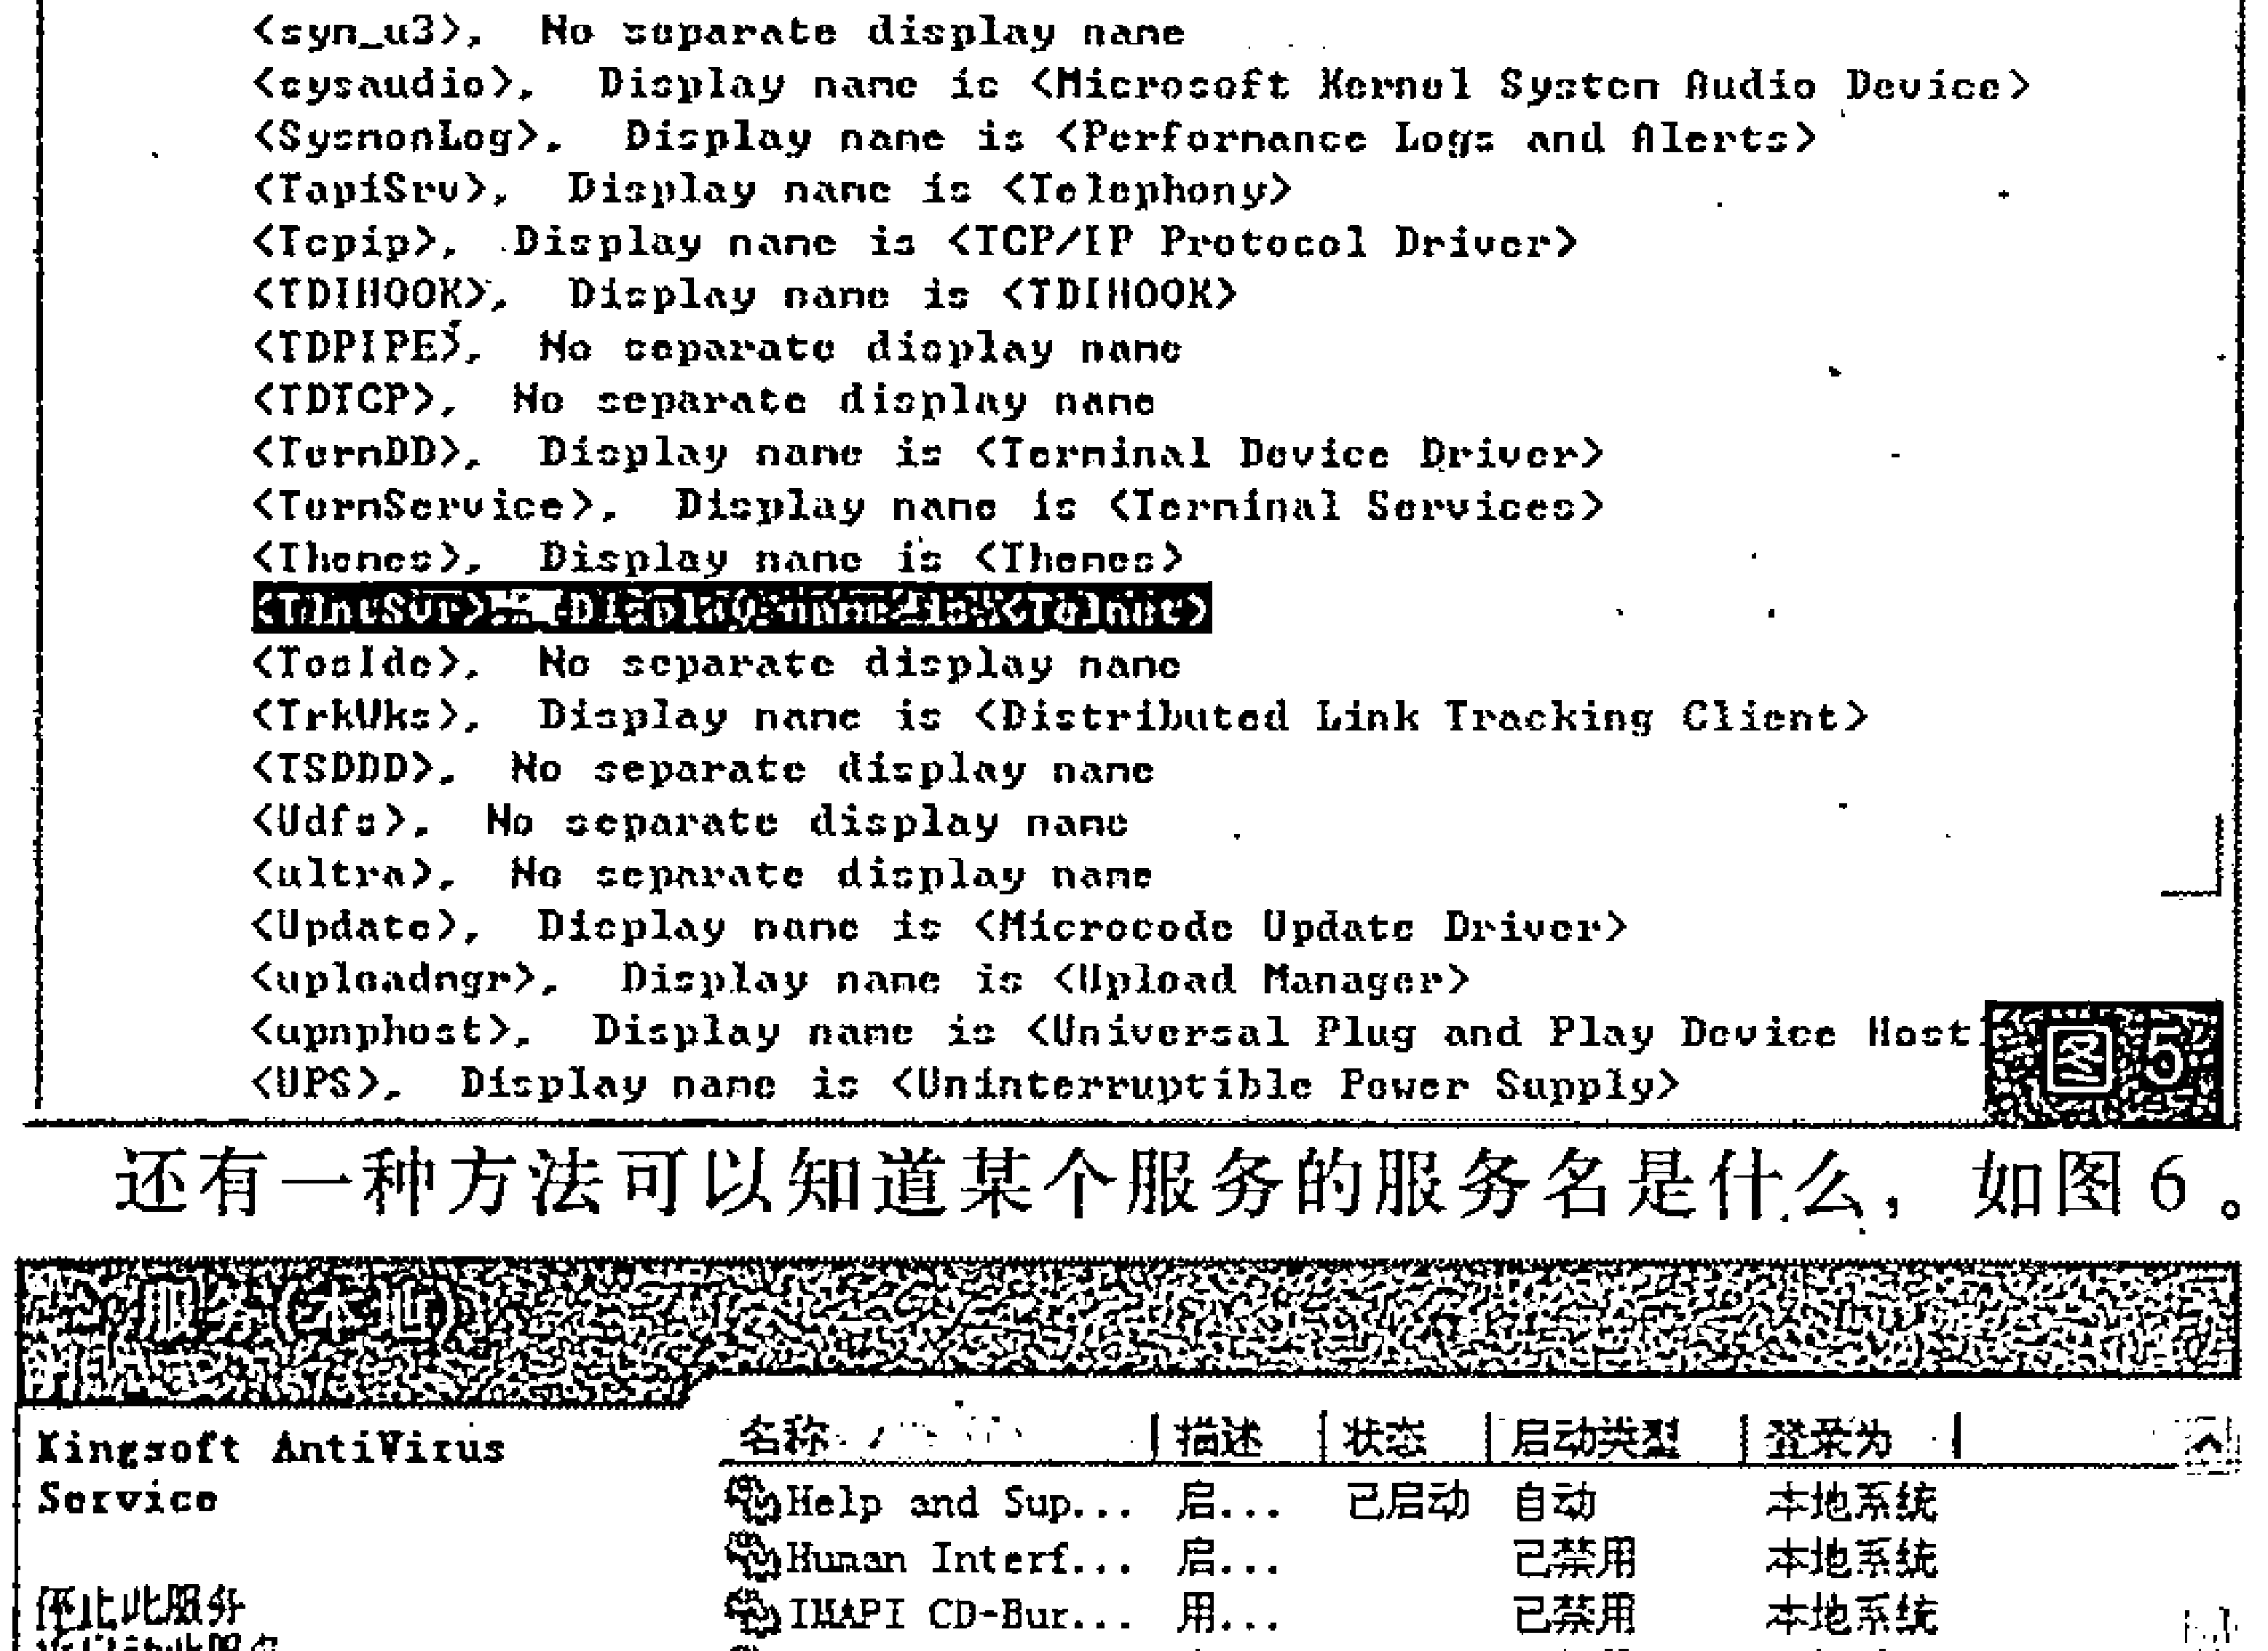 <syn_u3>, No separate display name
<sysaudio>, Display name is <Microsoft Kernel System Audio Device>
<SysmonLog>, Display name is <Performance Logs and Alerts>
<TapiSrv>, Display name is <Telephony>
<Tcpip>, Display name is <TCP/IP Protocol Driver>
<TDIHOOK>, Display name is <TDIHOOK>
<TDPIPE>, No separate display name
<TDTCP>, No separate display name
<TermDD>, Display name is <Terminal Device Driver>
<TermService>, Display name is <Terminal Services>
<Themes>, Display name is <Themes>
<TlntSvr>, Display name is <Telnet>
<TosIde>, No separate display name
<TrkWks>, Display name is <Distributed Link Tracking Client>
<TSDDD>, No separate display name
<Udfs>, No separate display name
<ultra>, No separate display name
<Update>, Display name is <Microcode Update Driver>
<uploadmgr>, Display name is <Upload Manager>
<upnphost>, Display name is <Universal Plug and Play Device Host
<UPS>, Display name is <Uninterruptible Power Supply>
图 5
还有一种方法可以知道某个服务的服务名是什么，如图 6。
服务(本地)
Kingsoft AntiVirus
Service
停止此服务
名称 描述 状态 启动类型 登录为
Help and Sup... 启... 已启动 自动 本地系统
Human Interf... 启... 已禁用 本地系统
IMAPI CD-Bur... 用... 已禁用 本地系统